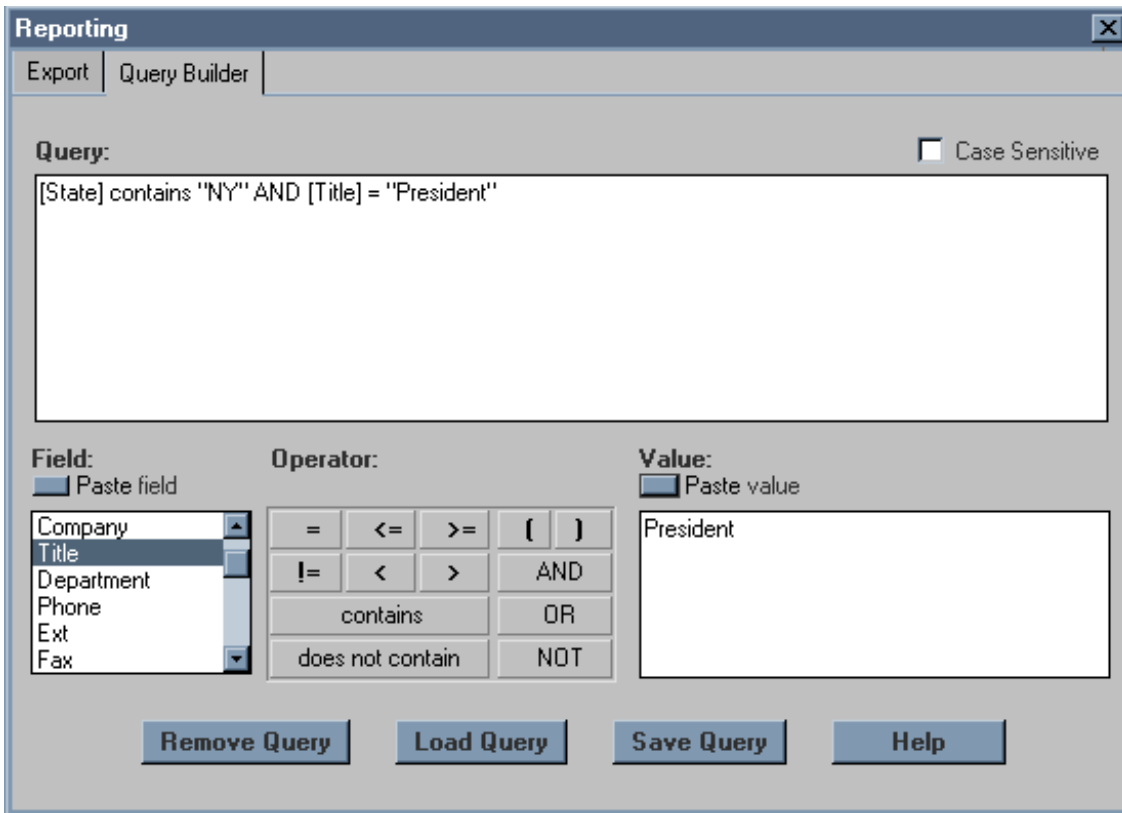 Reporting
Export
Query Builder
Query:
Case Sensitive
[State] contains "NY" AND [Title] = "President"
Field:
Operator:
Value:
Paste field
Paste value
Company
Title
Department
Phone
Ext
Fax
= <= >= ( )
!= < > AND
contains OR
does not contain NOT
President
Remove Query
Load Query
Save Query
Help